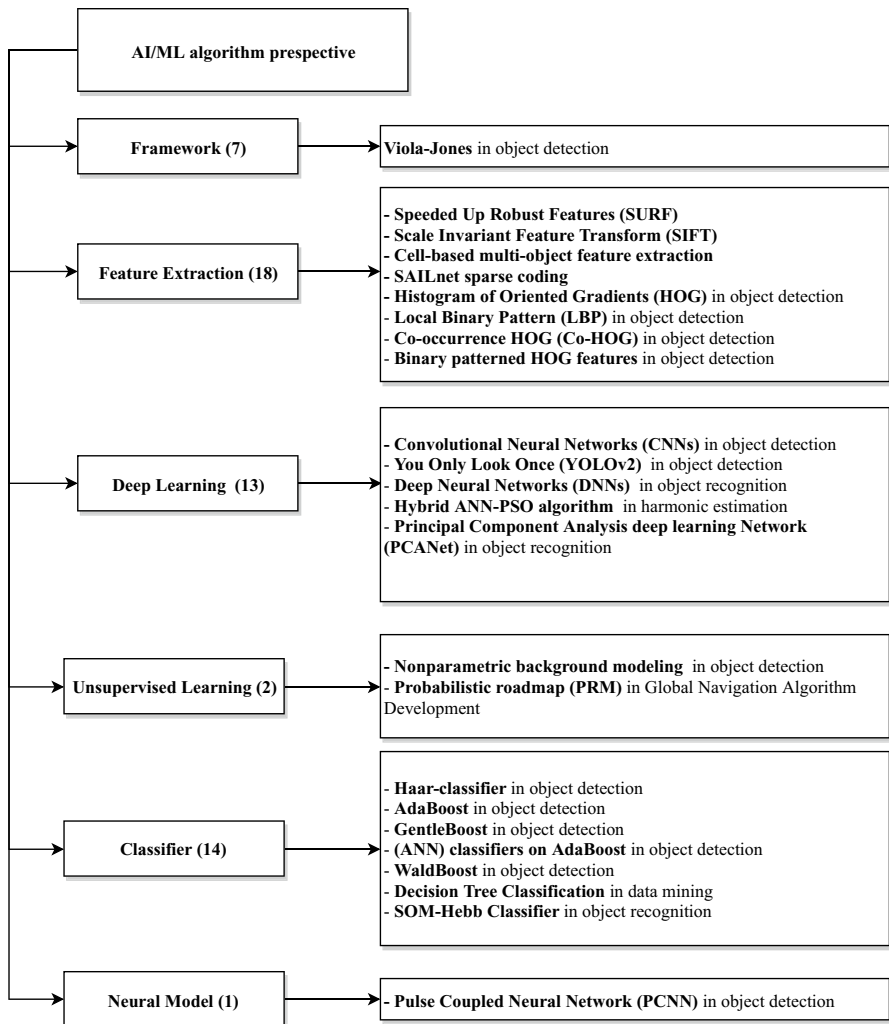 AI/ML algorithm prespective
Framework (7)
Viola-Jones in object detection
Feature Extraction (18)
- Speeded Up Robust Features (SURF)
- Scale Invariant Feature Transform (SIFT)
- Cell-based multi-object feature extraction
- SAILnet sparse coding
- Histogram of Oriented Gradients (HOG) in object detection
- Local Binary Pattern (LBP) in object detection
- Co-occurrence HOG (Co-HOG) in object detection
- Binary patterned HOG features in object detection
Deep Learning (13)
- Convolutional Neural Networks (CNNs) in object detection
- You Only Look Once (YOLOv2) in object detection
- Deep Neural Networks (DNNs) in object recognition
- Hybrid ANN-PSO algorithm in harmonic estimation
- Principal Component Analysis deep learning Network
(PCANet) in object recognition
Unsupervised Learning (2)
- Nonparametric background modeling in object detection
- Probabilistic roadmap (PRM) in Global Navigation Algorithm
Development
Classifier (14)
- Haar-classifier in object detection
- AdaBoost in object detection
- GentleBoost in object detection
- (ANN) classifiers on AdaBoost in object detection
- WaldBoost in object detection
- Decision Tree Classification in data mining
- SOM-Hebb Classifier in object recognition
Neural Model (1)
- Pulse Coupled Neural Network (PCNN) in object detection